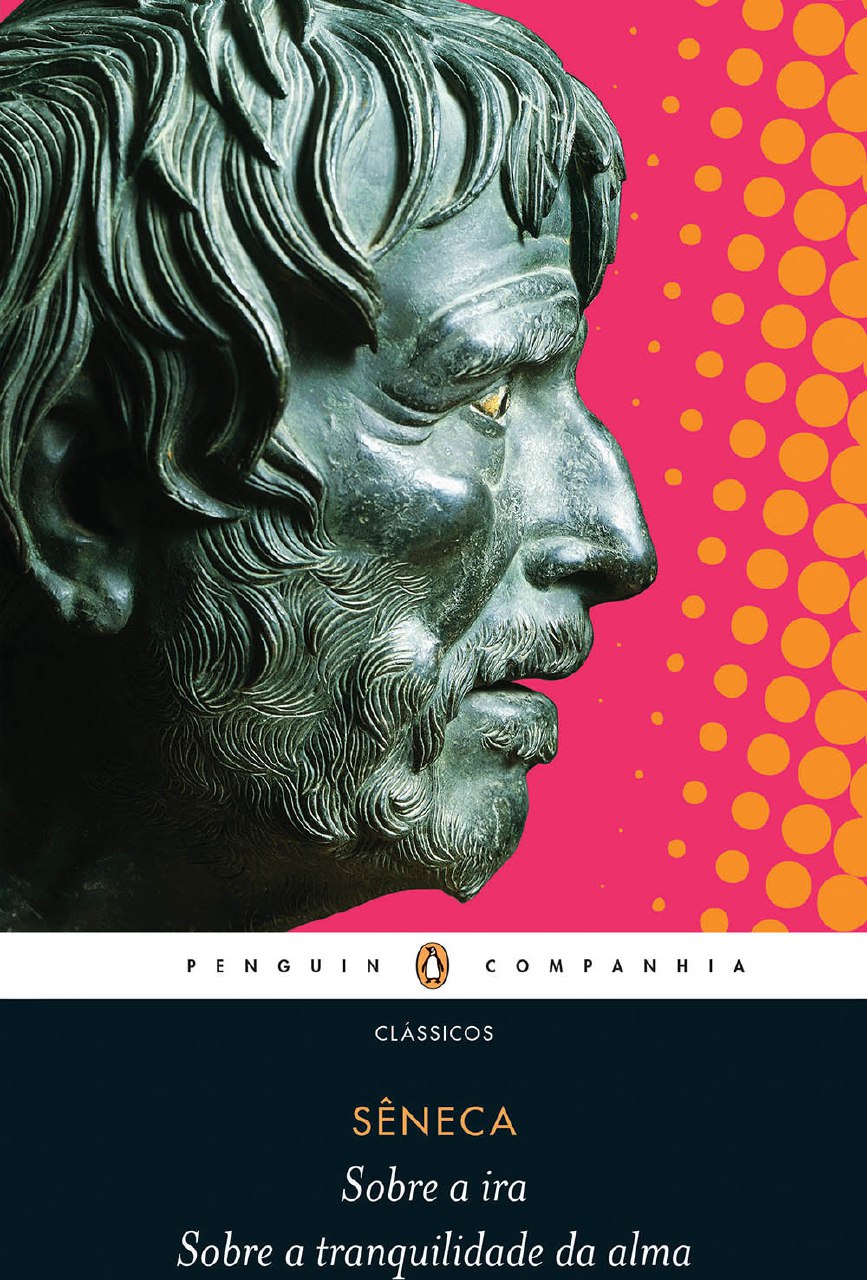 PENGUIN COMPANHIA
CLÁSSICOS
SÊNECA
Sobre a ira
Sobre a tranquilidade da alma